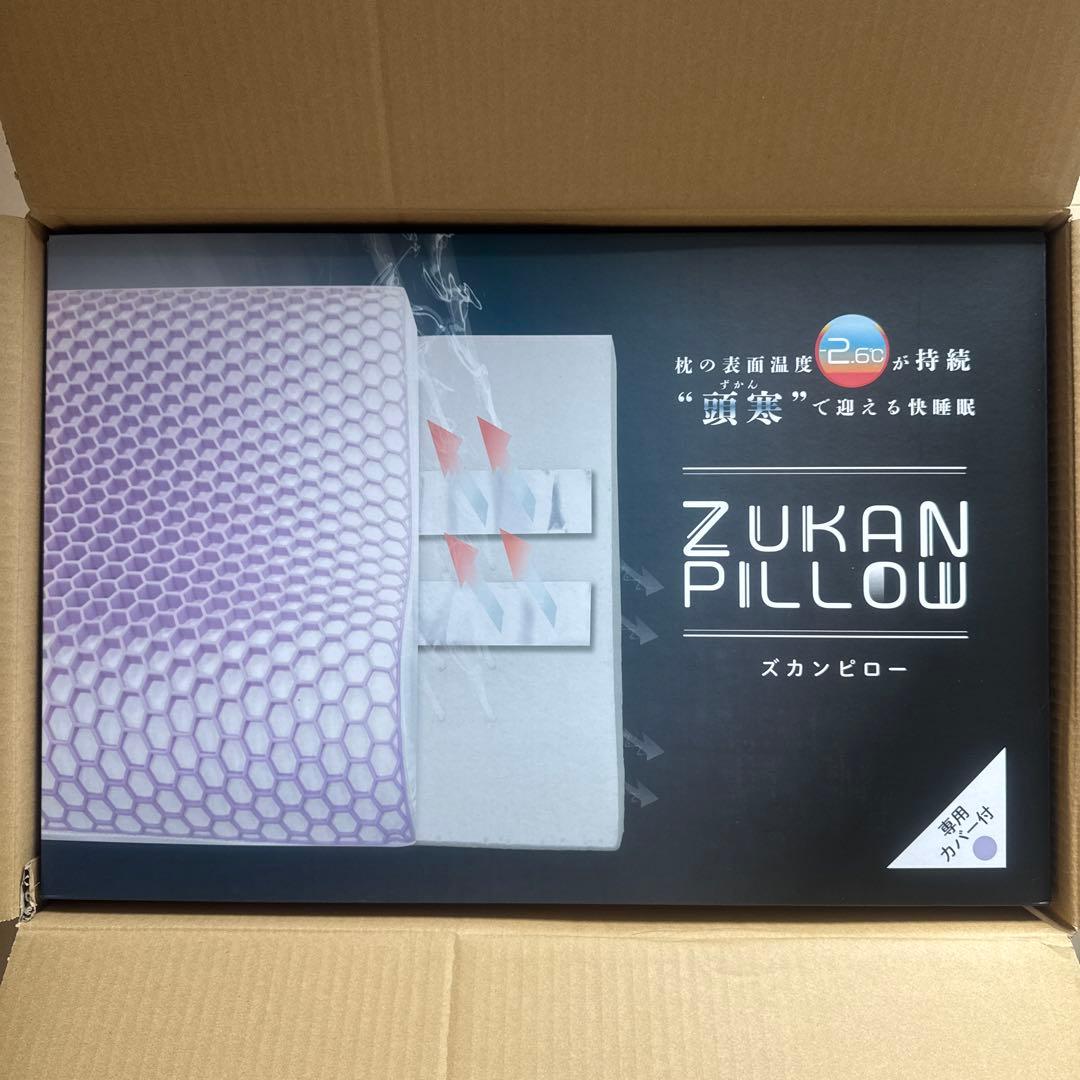 枕の表面温度-2.6℃が持続
ずかん
“頭寒”で迎える快睡眠
ZUKAN
PILLOW
ズカンピロー
専用
カバー付